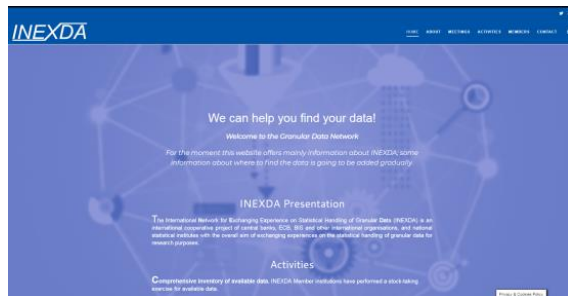 INEXDA
HOME ABOUT MEETINGS ACTIVITIES MEMBERS CONTACT
We can help you find your data!
Welcome to the Granular Data Network
For the moment this website offers mainly information about INEXDA; some
information about where to find the data is going to be added gradually.
INEXDA Presentation
The International Network for Exchanging Experience on Statistical Handling of Granular Data (INEXDA) is an
international cooperative project of central banks, ECB, BIS and other international organisations, and national
statistical institutes with the overall aim of exchanging experiences on the statistical handling of granular data for
research purposes.
Activities
Comprehensive inventory of available data. INEXDA Member institutions have performed a stock-taking
exercise for available data.
Privacy & Cookies Policy